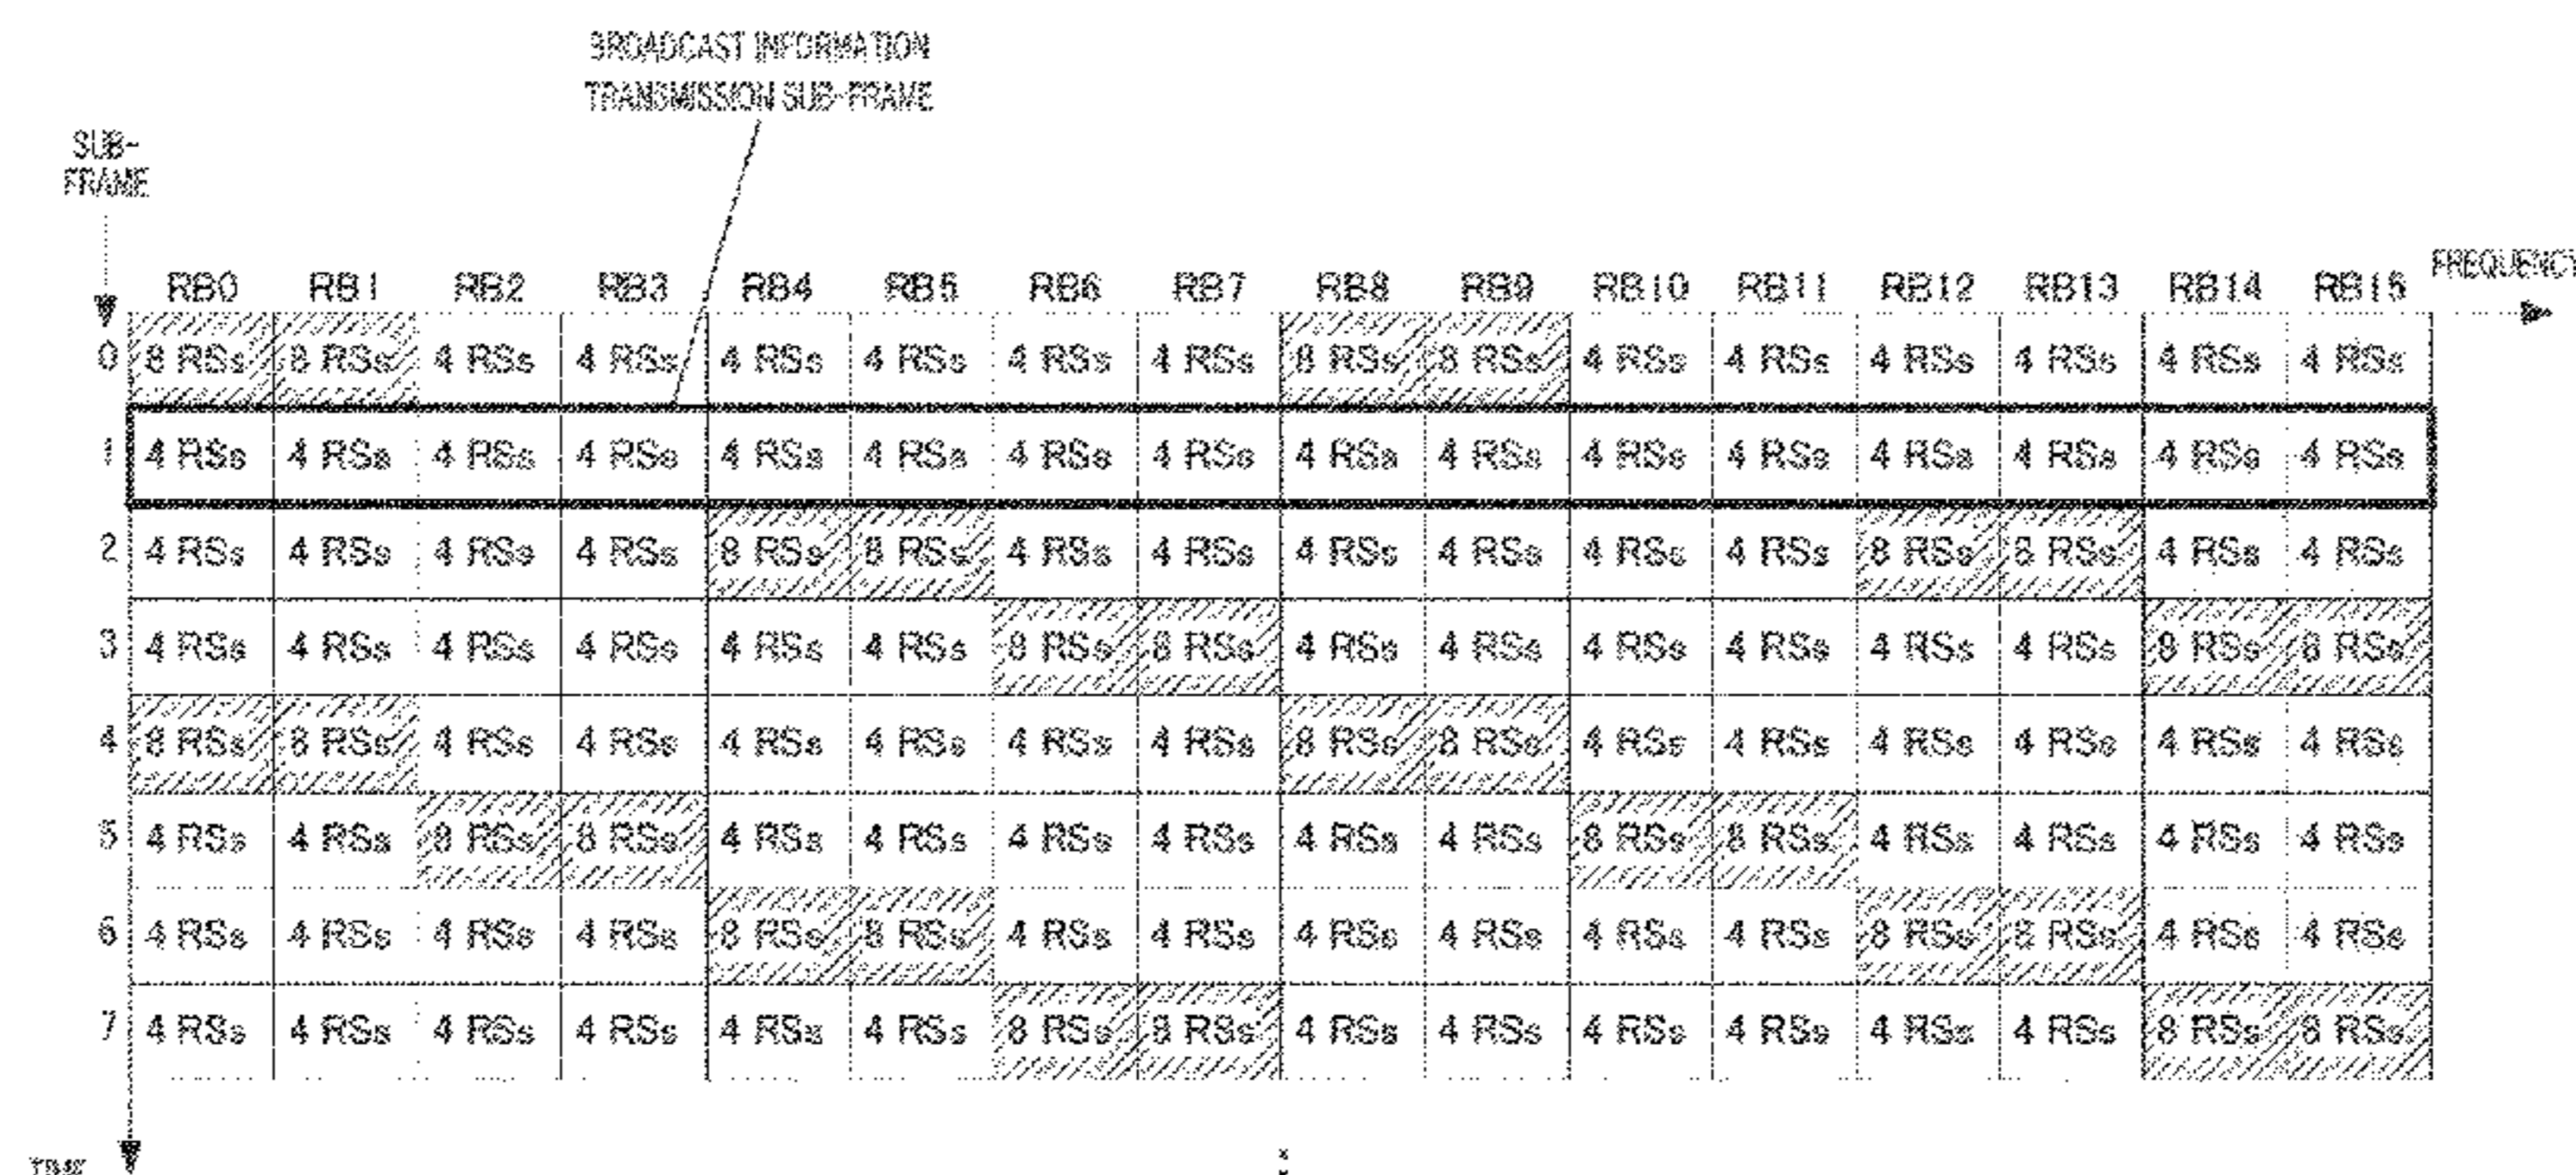 BROADCAST INFORMATION
TRANSMISSION SUB-FRAME
SUB-
FRAME
FREQUENCY
RB0 RB1 RB2 RB3 RB4 RB5 RB6 RB7 RB8 RB9 RB10 RB11 RB12 RB13 RB14 RB15
0 8 RSs 8 RSs 4 RSs 4 RSs 4 RSs 4 RSs 4 RSs 4 RSs 8 RSs 8 RSs 4 RSs 4 RSs 4 RSs 4 RSs 4 RSs 4 RSs
1 4 RSs 4 RSs 4 RSs 4 RSs 4 RSs 4 RSs 4 RSs 4 RSs 4 RSs 4 RSs 4 RSs 4 RSs 4 RSs 4 RSs 4 RSs 4 RSs
2 4 RSs 4 RSs 4 RSs 4 RSs 8 RSs 8 RSs 4 RSs 4 RSs 4 RSs 4 RSs 4 RSs 4 RSs 8 RSs 8 RSs 4 RSs 4 RSs
3 4 RSs 4 RSs 4 RSs 4 RSs 4 RSs 4 RSs 8 RSs 8 RSs 4 RSs 4 RSs 4 RSs 4 RSs 4 RSs 4 RSs 8 RSs 8 RSs
4 8 RSs 8 RSs 4 RSs 4 RSs 4 RSs 4 RSs 4 RSs 4 RSs 8 RSs 8 RSs 4 RSs 4 RSs 4 RSs 4 RSs 4 RSs 4 RSs
5 4 RSs 4 RSs 8 RSs 8 RSs 4 RSs 4 RSs 4 RSs 4 RSs 4 RSs 4 RSs 8 RSs 8 RSs 4 RSs 4 RSs 4 RSs 4 RSs
6 4 RSs 4 RSs 4 RSs 4 RSs 8 RSs 8 RSs 4 RSs 4 RSs 4 RSs 4 RSs 4 RSs 4 RSs 8 RSs 8 RSs 4 RSs 4 RSs
7 4 RSs 4 RSs 4 RSs 4 RSs 4 RSs 4 RSs 8 RSs 8 RSs 4 RSs 4 RSs 4 RSs 4 RSs 4 RSs 4 RSs 8 RSs 8 RSs
TIME